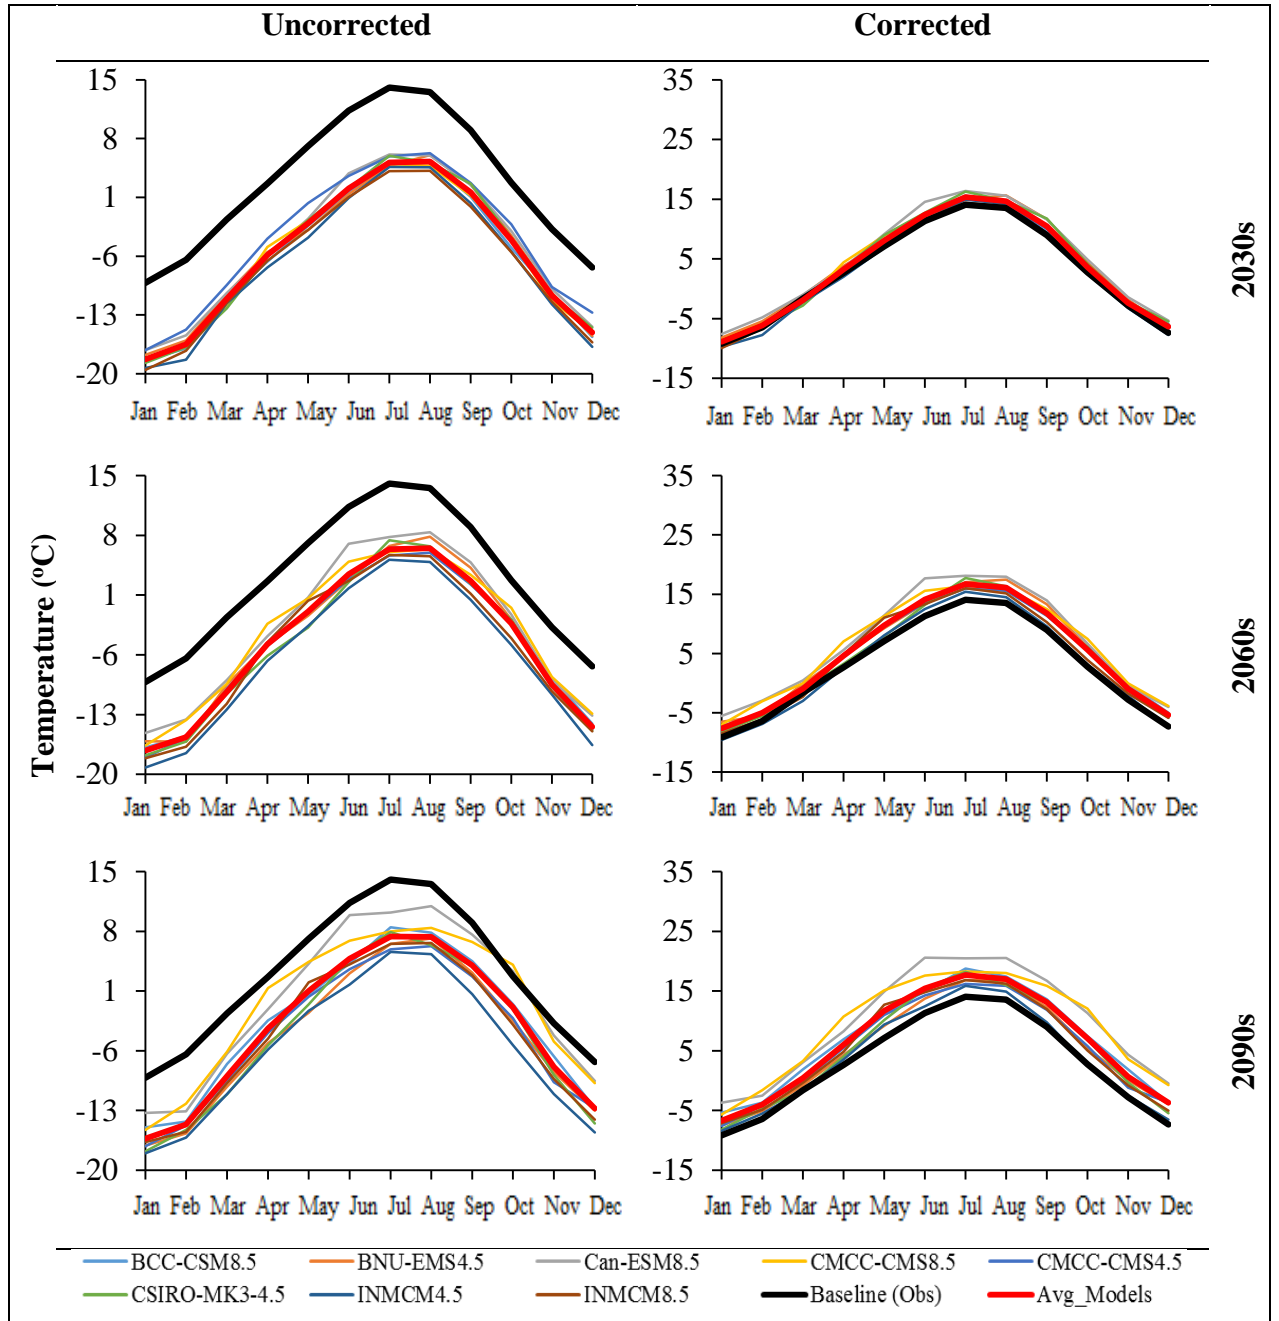 Uncorrected Corrected
15
8
1
-6
-13
-20
Jan Feb Mar Apr May Jun Jul Aug Sep Oct Nov Dec
35
25
15
5
-5
-15
Jan Feb Mar Apr May Jun Jul Aug Sep Oct Nov Dec
2030s
Temperature (ºC)
15
8
1
-6
-13
-20
Jan Feb Mar Apr May Jun Jul Aug Sep Oct Nov Dec
35
25
15
5
-5
-15
Jan Feb Mar Apr May Jun Jul Aug Sep Oct Nov Dec
2060s
15
8
1
-6
-13
-20
Jan Feb Mar Apr May Jun Jul Aug Sep Oct Nov Dec
35
25
15
5
-5
-15
Jan Feb Mar Apr May Jun Jul Aug Sep Oct Nov Dec
2090s
BCC-CSM8.5 BNU-EMS4.5 Can-ESM8.5 CMCC-CMS8.5 CMCC-CMS4.5
CSIRO-MK3-4.5 INMCM4.5 INMCM8.5 Baseline (Obs) Avg_Models